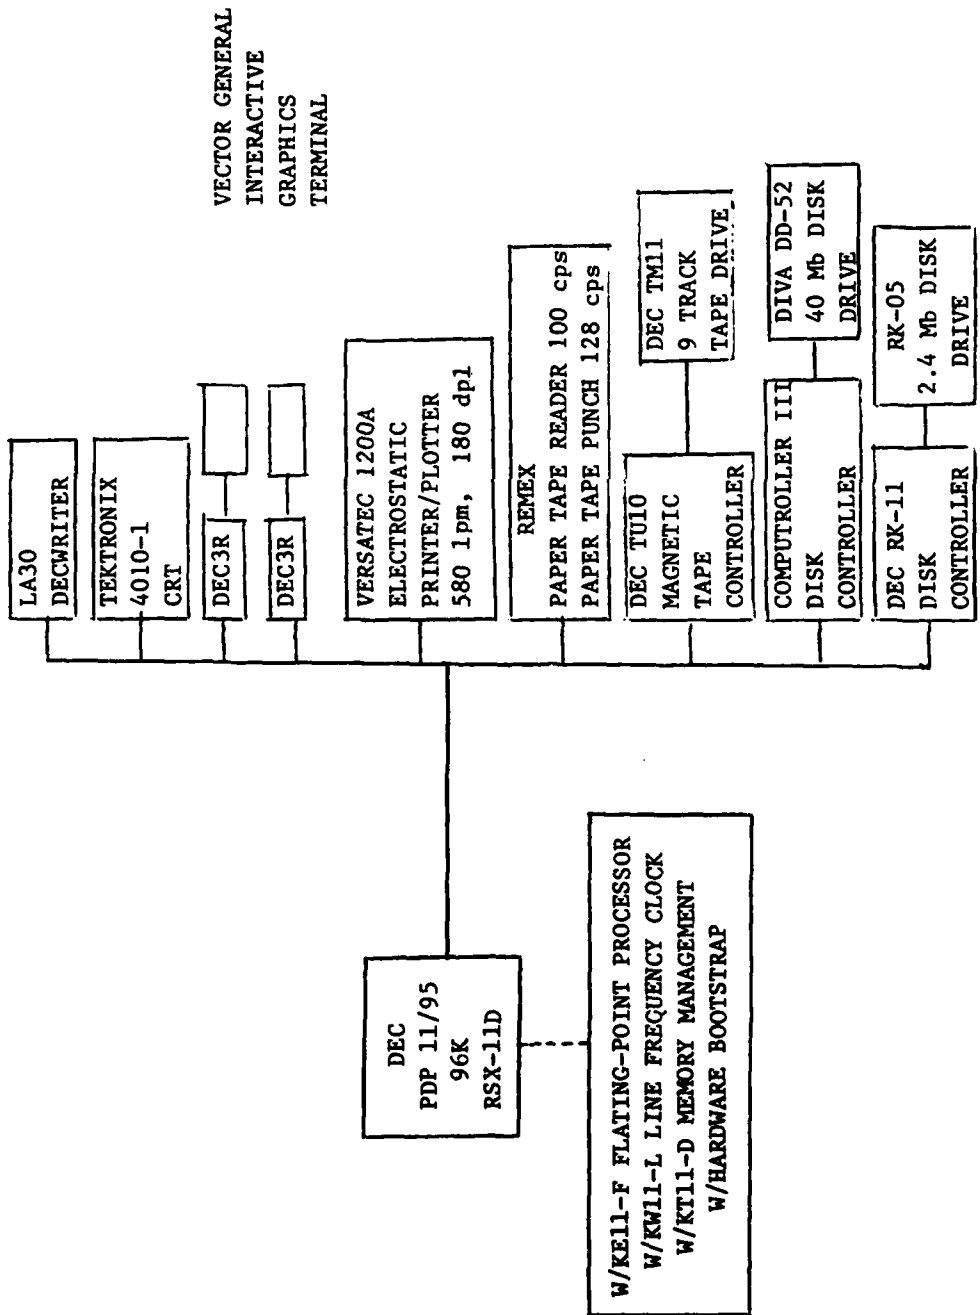 LA30
DECWRITER
TEKTRONIX
4010-1
CRT
DEC3R
DEC3R
VECTOR GENERAL
INTERACTIVE
GRAPHICS
TERMINAL
VERSATEC 1200A
ELECTROSTATIC
PRINTER/PLOTTER
580 lpm, 180 dpl
REMEX
PAPER TAPE READER 100 cps
PAPER TAPE PUNCH 128 cps
DEC TU10
MAGNETIC
TAPE
CONTROLLER
DEC TM11
9 TRACK
TAPE DRIVE
COMPUTROLLER III
DISK
CONTROLLER
DIVA DD-52
40 Mb DISK
DRIVE
DEC RK-11
DISK
CONTROLLER
RK-05
2.4 Mb DISK
DRIVE
DEC
PDP 11/95
96K
RSX-11D
W/KE11-F FLATING-POINT PROCESSOR
W/KW11-L LINE FREQUENCY CLOCK
W/KT11-D MEMORY MANAGEMENT
W/HARDWARE BOOTSTRAP